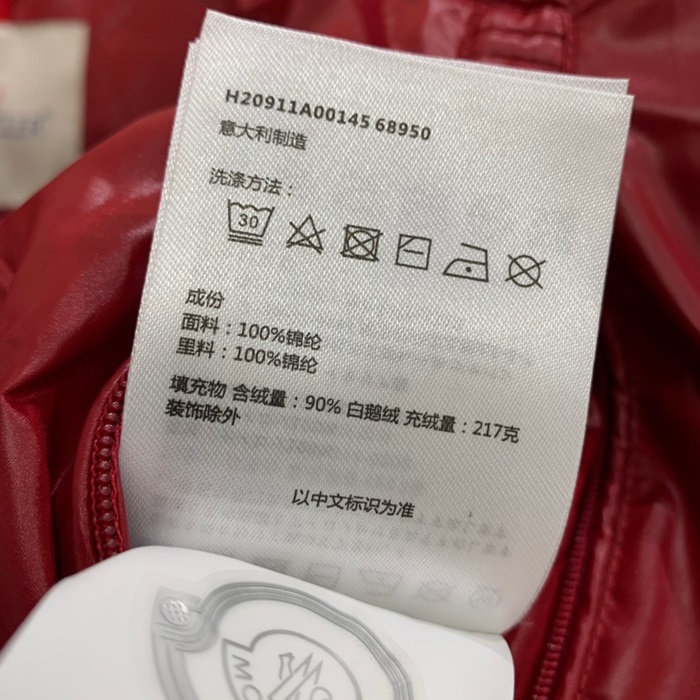 H20911A00145 68950
意大利制造
洗涤方法：
30
成份
面料：100%锦纶
里料：100%锦纶
填充物 含绒量：90% 白鹅绒 充绒量：217克
装饰除外
以中文标识为准